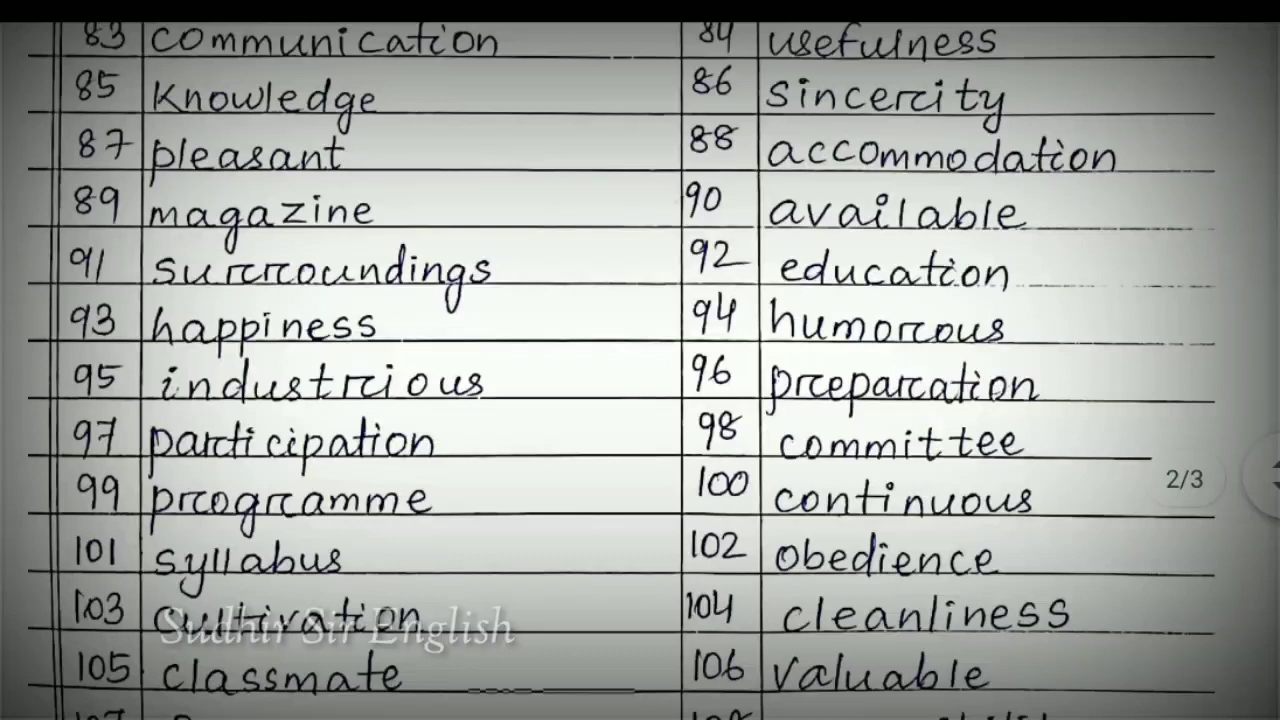 83 communication 84 usefulness
85 Knowledge 86 sincerity
87 pleasant 88 accommodation
89 magazine 90 available
91 surroundings 92 education
93 happiness 94 humorous
95 industrious 96 preparation
97 participation 98 committee
99 programme 100 continuous
2/3
101 syllabus 102 obedience
103 cultivation 104 cleanliness
Sudhir Sir English
105 classmate 106 valuable